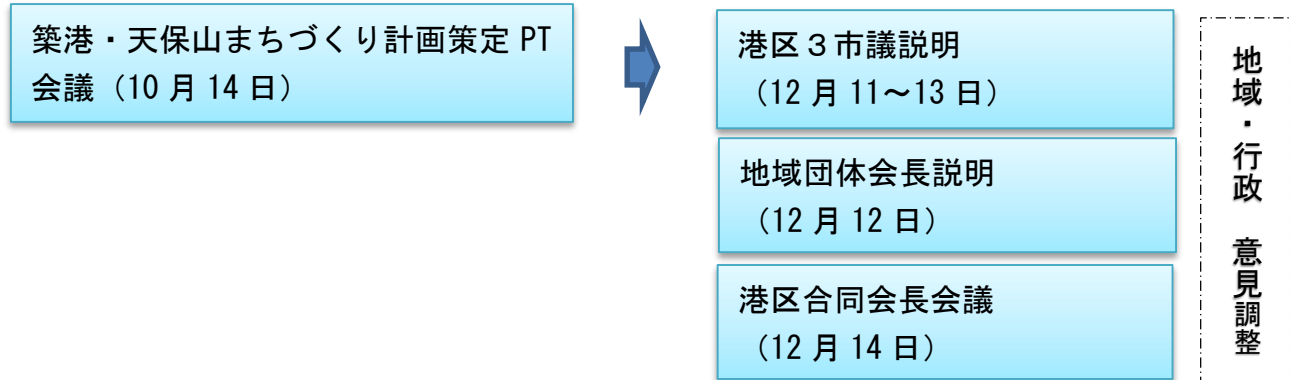 築港・天保山まちづくり計画策定 PT
会議（10 月 14 日）
港区３市議説明
（12 月 11～13 日）
地域団体会長説明
（12 月 12 日）
港区合同会長会議
（12 月 14 日）
地域・行政　意見調整